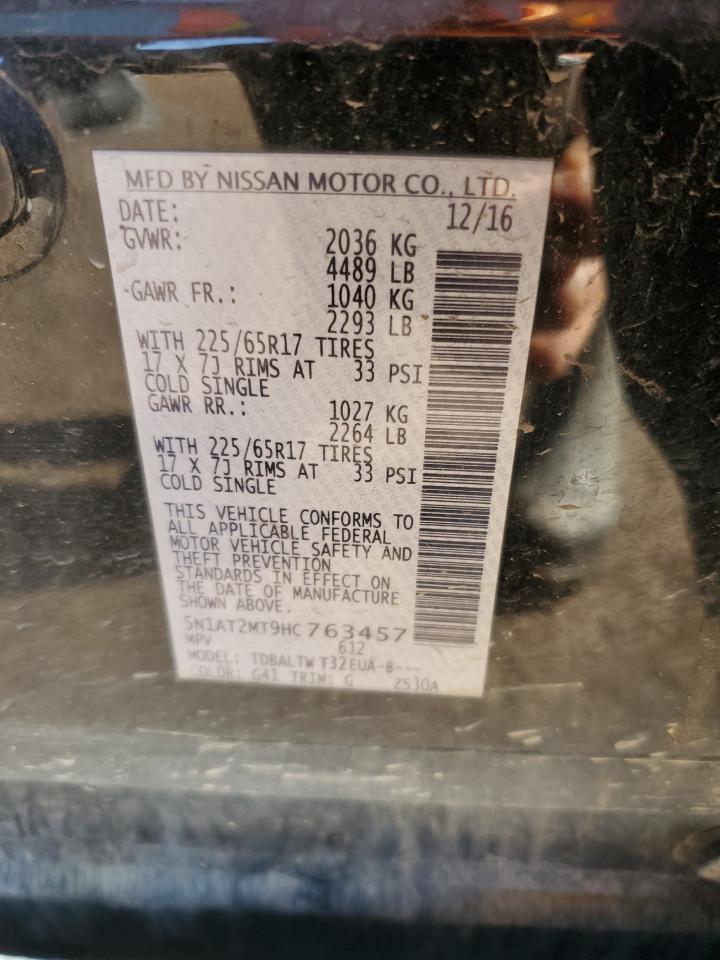 MFD BY NISSAN MOTOR CO., LTD.
DATE: 12/16
GVWR: 2036 KG
4489 LB
GAWR FR.: 1040 KG
2293 LB
WITH 225/65R17 TIRES
17 X 7J RIMS AT 33 PSI
COLD SINGLE
GAWR RR.: 1027 KG
2264 LB
WITH 225/65R17 TIRES
17 X 7J RIMS AT 33 PSI
COLD SINGLE
THIS VEHICLE CONFORMS TO
ALL APPLICABLE FEDERAL
MOTOR VEHICLE SAFETY AND
THEFT PREVENTION
STANDARDS IN EFFECT ON
THE DATE OF MANUFACTURE
SHOWN ABOVE.
5N1AT2MT9HC763457
MPV 612
MODEL: TDBALTW T32EUA-B---
COLOR: G41 TRIM: G ZS30A